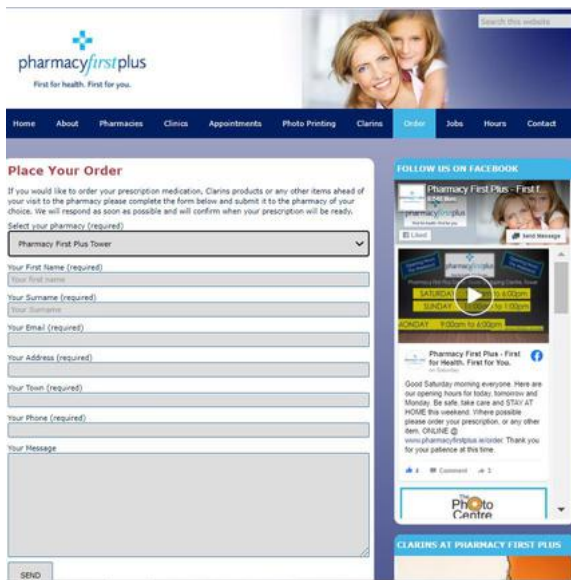 Search this website
pharmacyfirstplus
First for health. First for you.
Home About Pharmacies Clinics Appointments Photo Printing Clarins Order Jobs Hours Contact
Place Your Order
If you would like to order your prescription medication, Clarins products or any other items ahead of
your visit to the pharmacy please complete the form below and submit it to the pharmacy of your
choice. We will respond as soon as possible and will confirm when your prescription will be ready.
Select your pharmacy (required)
Pharmacy First Plus Tower
Your First Name (required)
Your first name
Your Surname (required)
Your Surname
Your Email (required)
Your Address (required)
Your Town (required)
Your Phone (required)
Your Message
SEND
FOLLOW US ON FACEBOOK
Pharmacy First Plus - First f...
pharmacyfirstplus
Liked
Send Message
pharmacyfirstplus
SATURDAY
SUNDAY
MONDAY 9:00am to 6:00pm
Pharmacy First Plus - First
for Health. First for You.
on Saturday
Good Saturday morning everyone. Here are
our opening hours for today, tomorrow and
Monday. Be safe, take care and STAY AT
HOME this weekend. Where possible
please order your prescription, or any other
item, ONLINE @
www.pharmacyfirstplus.ie/order. Thank you
for your patience at this time.
Comment
The
Photo
Centre
CLARINS AT PHARMACY FIRST PLUS